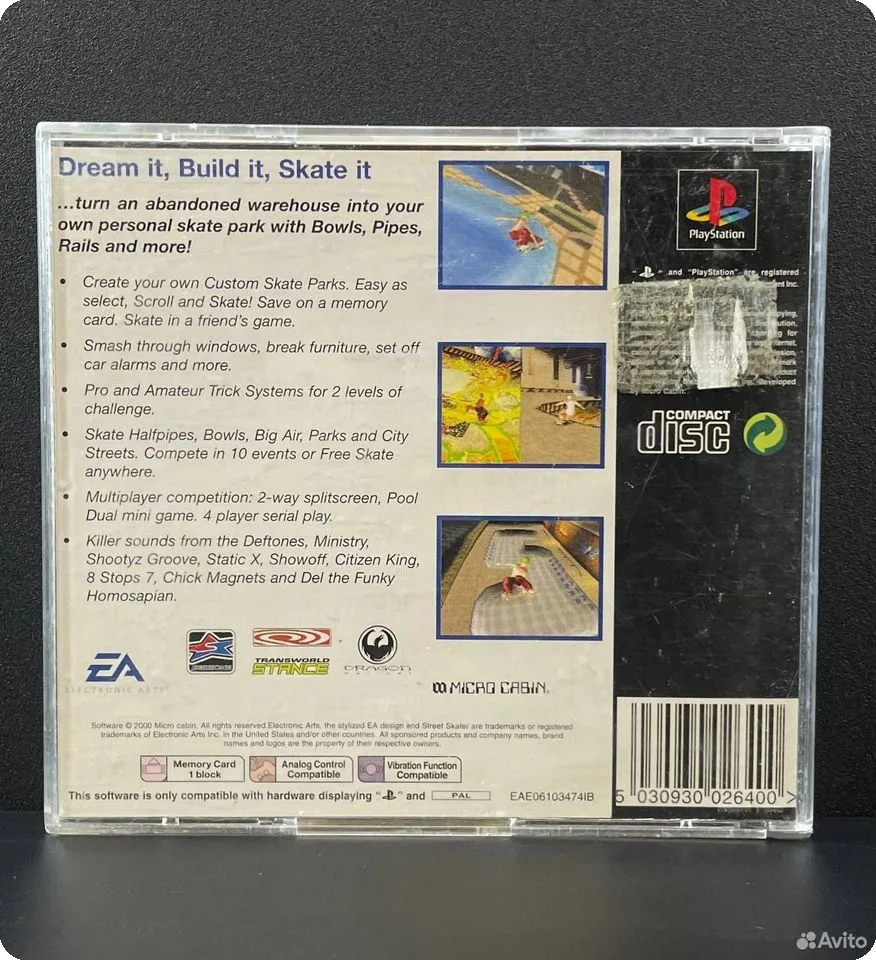 Dream it, Build it, Skate it
...turn an abandoned warehouse into your
own personal skate park with Bowls, Pipes,
Rails and more!
• Create your own Custom Skate Parks. Easy as
select, Scroll and Skate! Save on a memory
card. Skate in a friend's game.
• Smash through windows, break furniture, set off
car alarms and more.
• Pro and Amateur Trick Systems for 2 levels of
challenge.
• Skate Halfpipes, Bowls, Big Air, Parks and City
Streets. Compete in 10 events or Free Skate
anywhere.
• Multiplayer competition: 2-way splitscreen, Pool
Dual mini game. 4 player serial play.
• Killer sounds from the Deftones, Ministry,
Shootyz Groove, Static X, Showoff, Citizen King,
8 Stops 7, Chick Magnets and Del the Funky
Homosapian.
EA
ELECTRONIC ARTS
TRANSWORLD
STANCE
DRAGON
MICRO CABIN
Software © 2000 Micro cabin. All rights reserved.Electronic Arts, the stylized EA design and Street Skater are trademarks or registered
trademarks of Electronic Arts Inc. in the United States and/or other countries. All sponsored products and company names, brand
names and logos are the property of their respective owners.
Memory Card
1 block
Analog Control
Compatible
Vibration Function
Compatible
This software is only compatible with hardware displaying " " and PAL
EAE06103474IB
PlayStation
" " and "PlayStation" are registered
COMPACT
disc
5 030930 026400 >
Avito